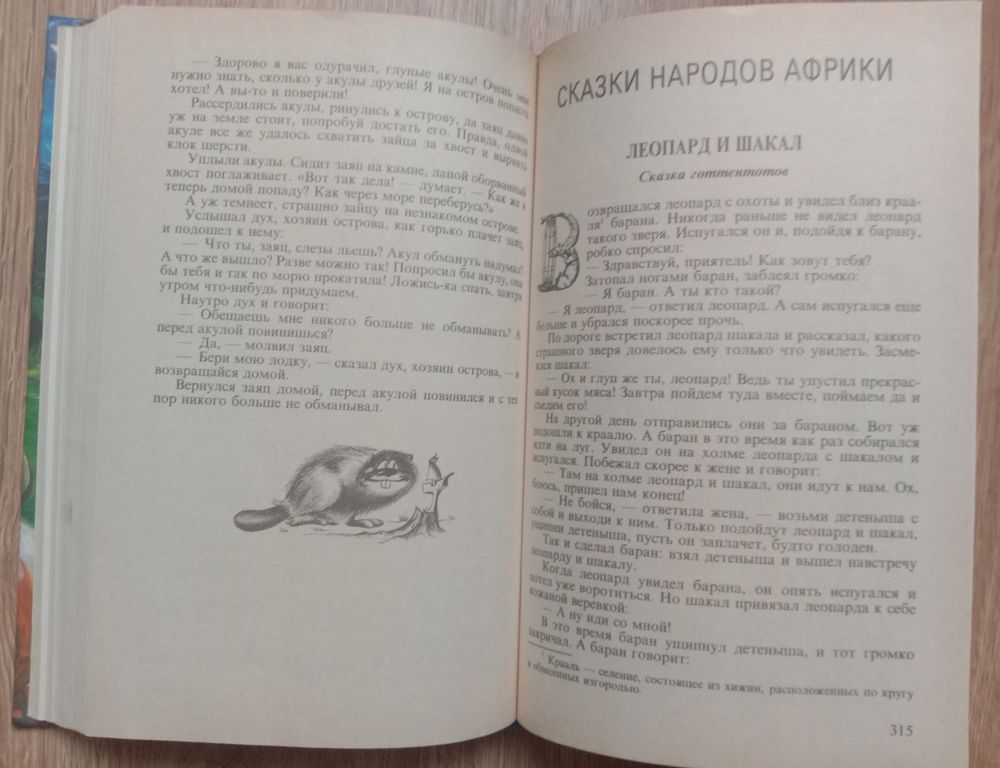 — Здорово я вас одурачил, глупые акулы! Очень мне
нужно знать, сколько у акулы друзей! Я на остров попасть
хотел! А вы-то и поверили!
Рассердились акулы, ринулись к острову, да заяц давно
уж на земле стоит, попробуй достать его. Правда, одной
акуле все же удалось схватить зайца за хвост и вырвать
клок шерсти.
Уплыли акулы. Сидит заяц на камне, лапой оборванный
хвост поглаживает. «Вот так дела! — думает. — Как же я
теперь домой попаду? Как через море переберусь?»
А уж темнеет, страшно зайцу на незнакомом острове.
Услышал дух, хозяин острова, как горько плачет заяц,
и подошел к нему:
— Что ты, заяц, слезы льешь? Акул обмануть надумал?
А что же вышло? Разве можно так! Попросил бы акулу, она
бы тебя и так по морю прокатила! Ложись-ка спать, завтра
утром что-нибудь придумаем.
Наутро дух и говорит:
— Обещаешь мне никого больше не обманывать? А
перед акулой повинишься?
— Да, — молвил заяц.
— Бери мою лодку, — сказал дух, хозяин острова, — и
возвращайся домой.
Вернулся заяц домой, перед акулой повинился и с тех
пор никого больше не обманывал.
СКАЗКИ НАРОДОВ АФРИКИ
ЛЕОПАРД И ШАКАЛ
Сказка готтентотов
Возвращался леопард с охоты и увидел близ краа-
ля¹ барана. Никогда раньше не видел леопард
такого зверя. Испугался он и, подойдя к барану,
робко спросил:
— Здравствуй, приятель! Как зовут тебя?
Затопал ногами баран, заблеял громко:
— Я баран. А ты кто такой?
— Я леопард, — ответил леопард. А сам испугался еще
больше и убрался поскорее прочь.
По дороге встретил леопард шакала и рассказал, какого
страшного зверя довелось ему только что увидеть. Засме-
ялся шакал:
— Ох и глуп же ты, леопард! Ведь ты упустил прекрас-
ный кусок мяса! Завтра пойдем туда вместе, поймаем да и
съедим его!
На другой день отправились они за бараном. Вот уж
подошли к краалю. А баран в это время как раз собирался
идти на луг. Увидел он на холме леопарда с шакалом и
испугался. Побежал скорее к жене и говорит:
— Там на холме леопард и шакал, они идут к нам. Ох,
боюсь, пришел нам конец!
— Не бойся, — ответила жена, — возьми детеныша с
собой и выходи к ним. Только подойдут леопард и шакал,
ущипни детеныша, пусть он заплачет, будто голоден.
Так и сделал баран: взял детеныша и вышел навстречу
леопарду и шакалу.
Когда леопард увидел барана, он опять испугался и
хотел уже воротиться. Но шакал привязал леопарда к себе
кожаной веревкой:
— А ну иди со мной!
В это время баран ущипнул детеныша, и тот громко
закричал. А баран говорит:
¹ Крааль — селение, состоящее из хижин, расположенных по кругу
и обнесенных изгородью.
315